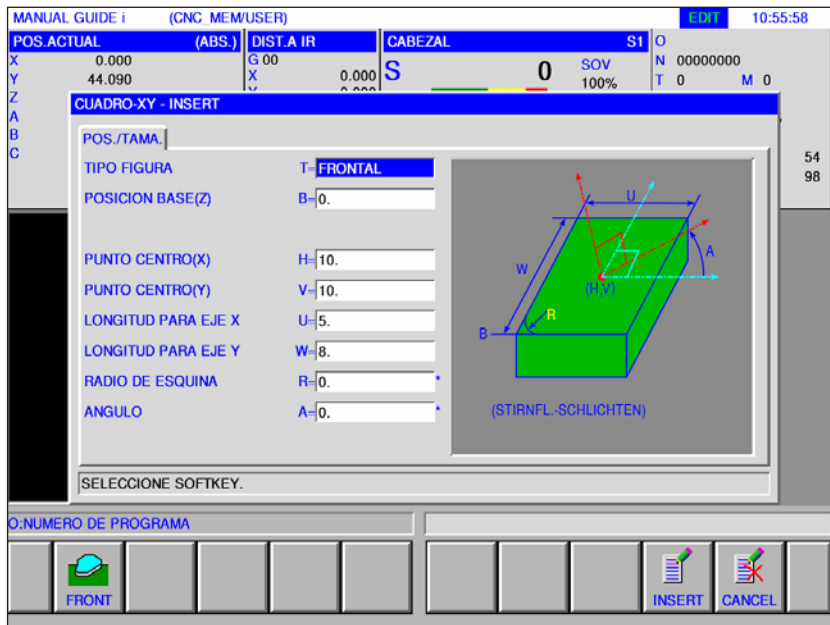 MANUAL GUIDE i (CNC_MEM/USER) EDIT 10:55:58
POS.ACTUAL (ABS.) DIST.A IR CABEZAL S1 O
X 0.000 G 00 S 0 SOV N 00000000
Y 44.090 X 0.000 100% T 0 M 0
Z
A
B
C
54
98
CUADRO-XY - INSERT
POS./TAMA.
TIPO FIGURA T= FRONTAL
POSICION BASE(Z) B= 0.
PUNTO CENTRO(X) H= 10.
PUNTO CENTRO(Y) V= 10.
LONGITUD PARA EJE X U= 5.
LONGITUD PARA EJE Y W= 8.
RADIO DE ESQUINA R= 0. *
ANGULO A= 0. *
U
W
A
(H,V)
R
B
(STIRNFL.-SCHLICHTEN)
SELECCIONE SOFTKEY.
O:NUMERO DE PROGRAMA
FRONT INSERT CANCEL